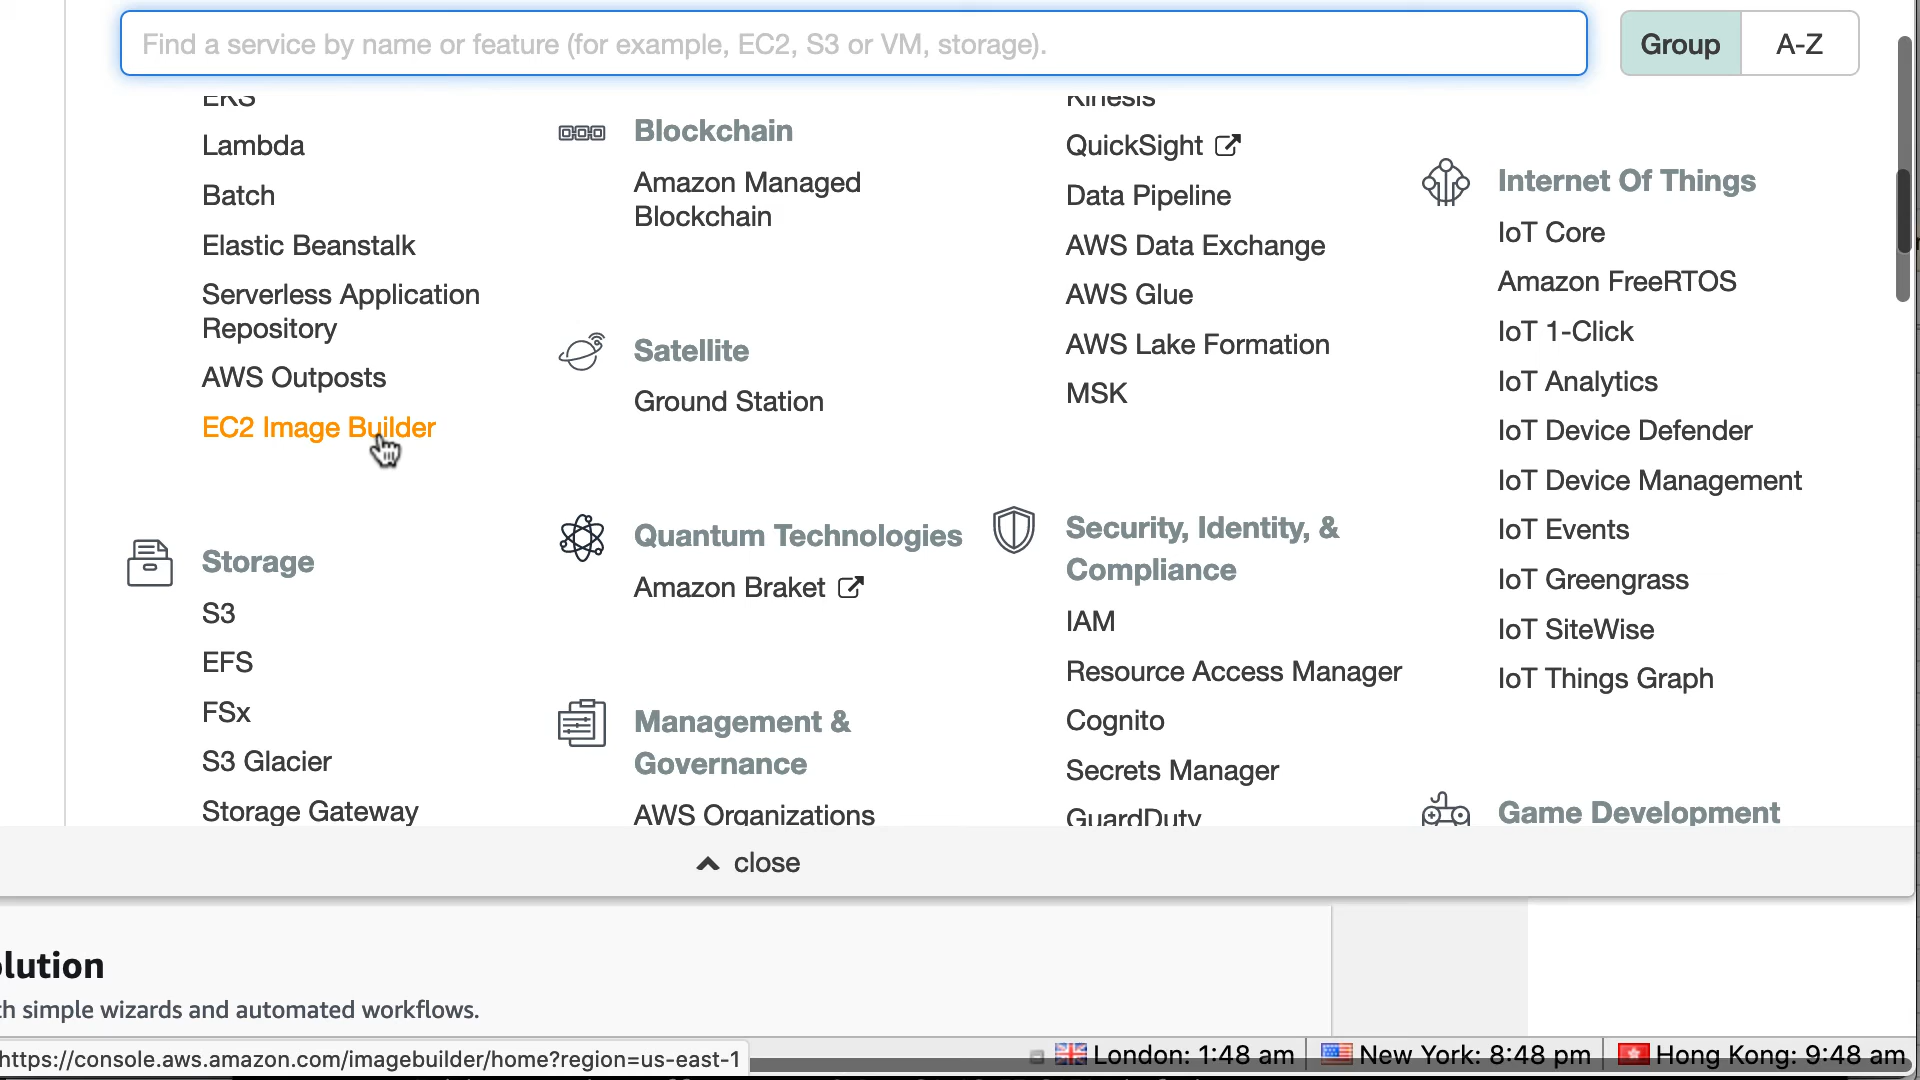 Find a service by name or feature (for example, EC2, S3 or VM, storage).
Group
A-Z
EKS
Lambda
Batch
Elastic Beanstalk
Serverless Application
Repository
AWS Outposts
EC2 Image Builder
Storage
S3
EFS
FSx
S3 Glacier
Storage Gateway
Blockchain
Amazon Managed
Blockchain
Satellite
Ground Station
Quantum Technologies
Amazon Braket
Management &
Governance
AWS Organizations
Kinesis
QuickSight
Data Pipeline
AWS Data Exchange
AWS Glue
AWS Lake Formation
MSK
Security, Identity, &
Compliance
IAM
Resource Access Manager
Cognito
Secrets Manager
GuardDuty
Internet Of Things
IoT Core
Amazon FreeRTOS
IoT 1-Click
IoT Analytics
IoT Device Defender
IoT Device Management
IoT Events
IoT Greengrass
IoT SiteWise
IoT Things Graph
Game Development
close
olution
th simple wizards and automated workflows.
https://console.aws.amazon.com/imagebuilder/home?region=us-east-1
London: 1:48 am
New York: 8:48 pm
Hong Kong: 9:48 am